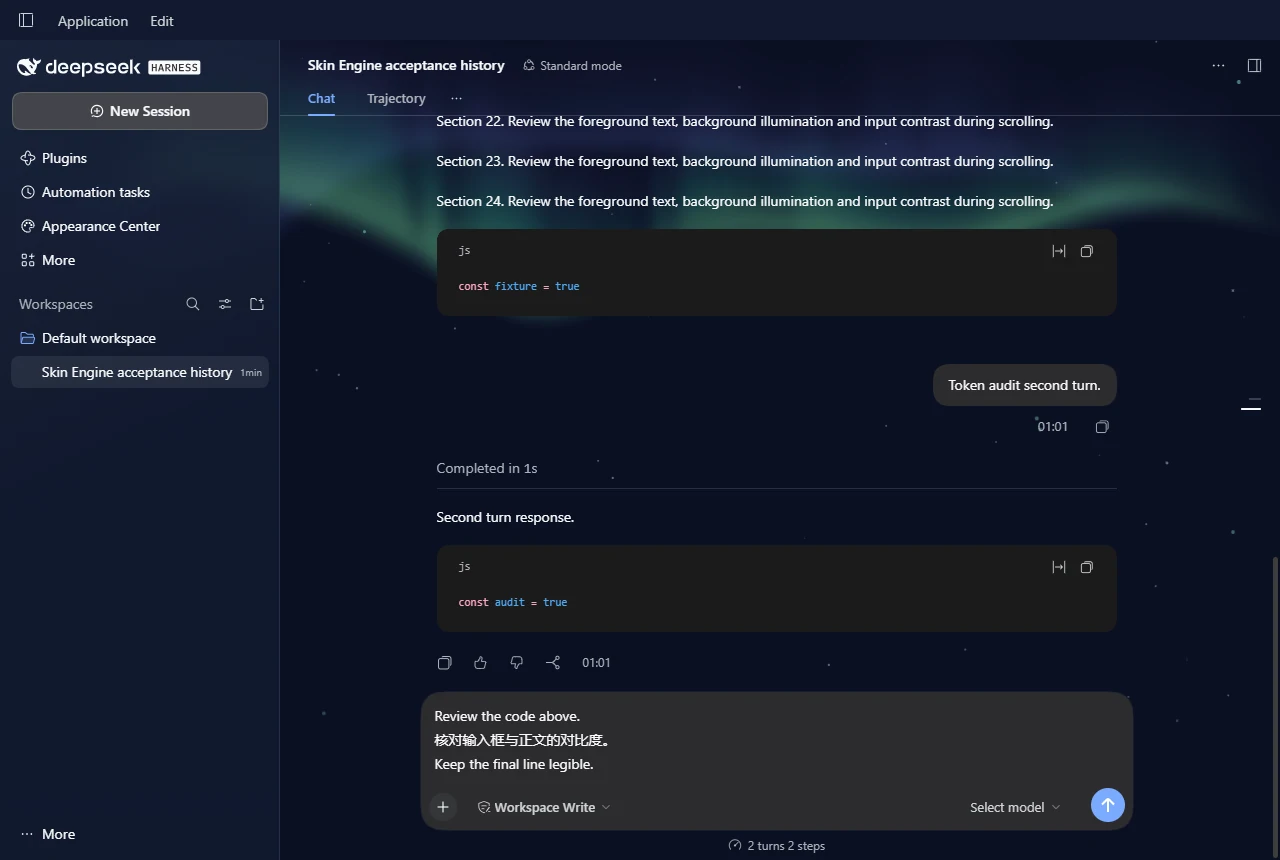 Application Edit
deepseek HARNESS
New Session
Plugins
Automation tasks
Appearance Center
More
Workspaces
Default workspace
Skin Engine acceptance history 1min
More
Skin Engine acceptance history Standard mode
Chat Trajectory
Section 22. Review the foreground text, background illumination and input contrast during scrolling.
Section 23. Review the foreground text, background illumination and input contrast during scrolling.
Section 24. Review the foreground text, background illumination and input contrast during scrolling.
js
const fixture = true
Token audit second turn.
01:01
Completed in 1s
Second turn response.
js
const audit = true
01:01
Review the code above.
核对输入框与正文的对比度。
Keep the final line legible.
Workspace Write Select model
2 turns 2 steps